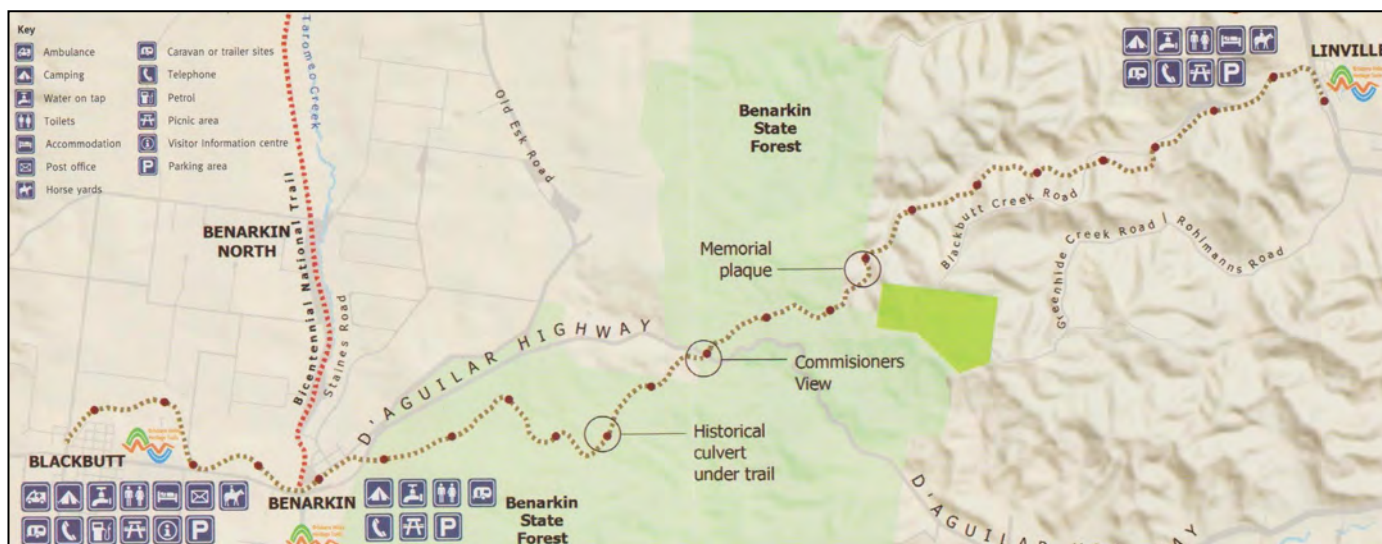 Key
Ambulance
Camping
Water on tap
Toilets
Accommodation
Post office
Horse yards
Caravan or trailer sites
Telephone
Petrol
Picnic area
Visitor Information centre
Parking area
Taromeo Creek
Old Esk Road
Benarkin
State
Forest
LINVILLE
BENARKIN
NORTH
Bicentennial National Trail
Staines Road
Memorial
plaque
Blackbutt Creek Road
Greenhide Creek Road | Rohlmanns Road
D'AGUILAR HIGHWAY
Commisioners
View
Historical
culvert
under trail
BLACKBUTT
BENARKIN
Benarkin
State
Forest
D'AGUILAR
WAY
P
P
P
P